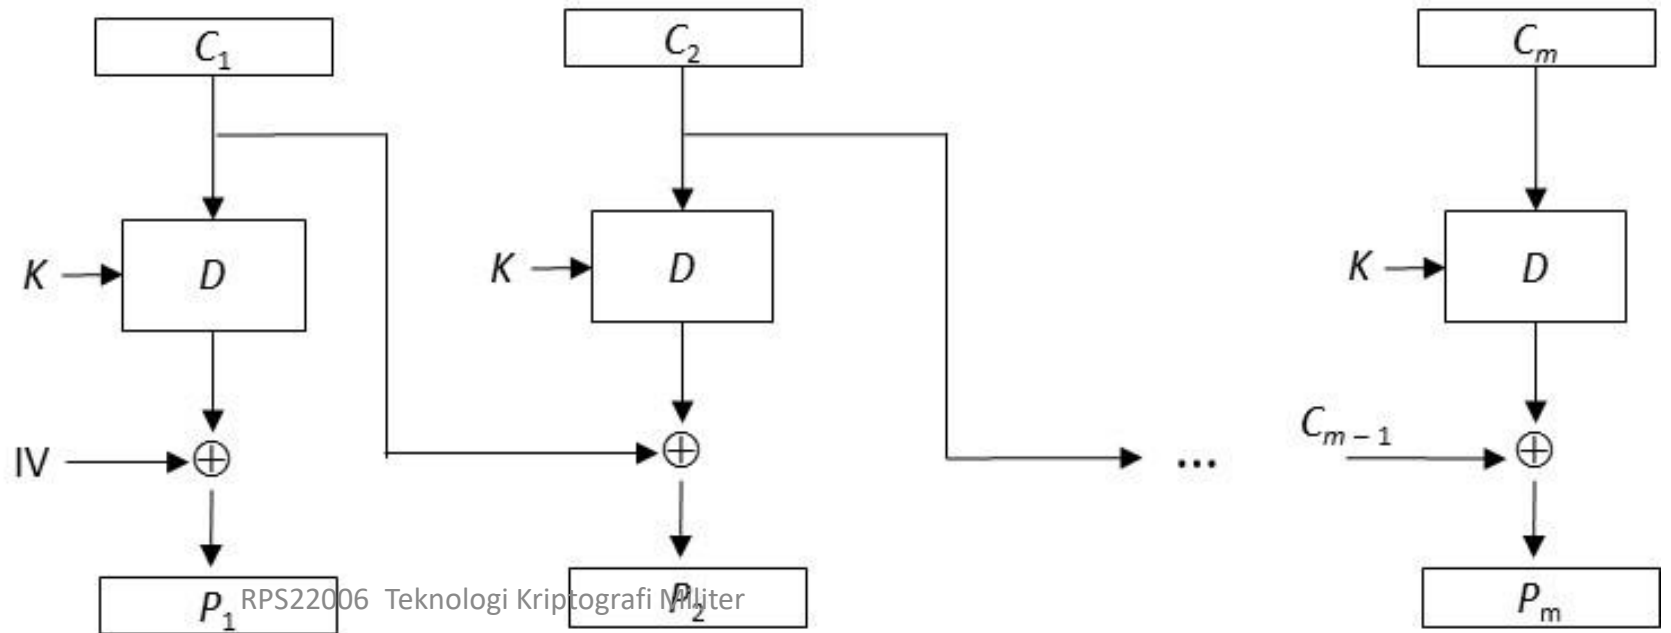 C₁ C₂ Cₘ
K D K D K D
IV ⊕ ⊕ ... Cₘ₋₁ ⊕
P₁ P₂ Pₘ
RPS22006 Teknologi Kriptografi Militer